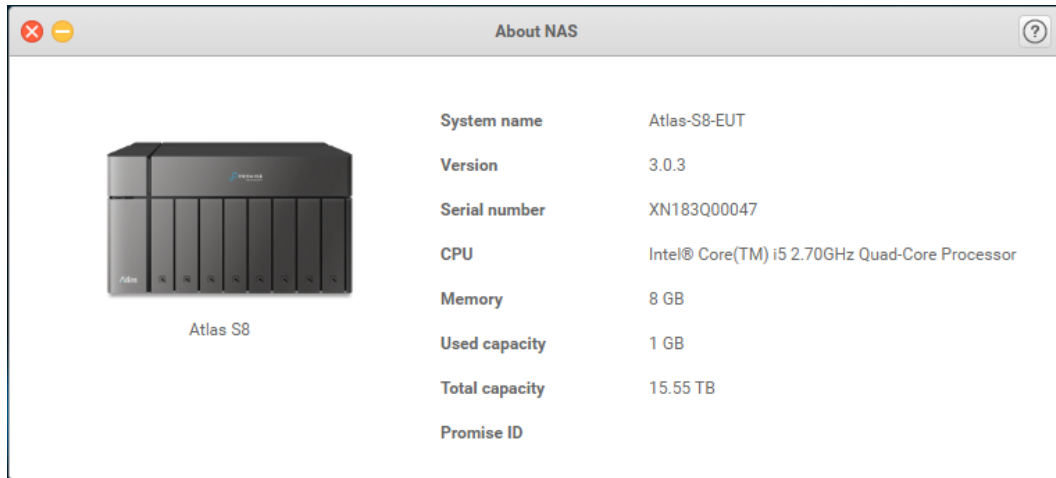 About NAS
?
System name Atlas-S8-EUT
Version 3.0.3
Serial number XN183Q00047
CPU Intel® Core(TM) i5 2.70GHz Quad-Core Processor
Memory 8 GB
Used capacity 1 GB
Total capacity 15.55 TB
Promise ID
Atlas
Atlas S8